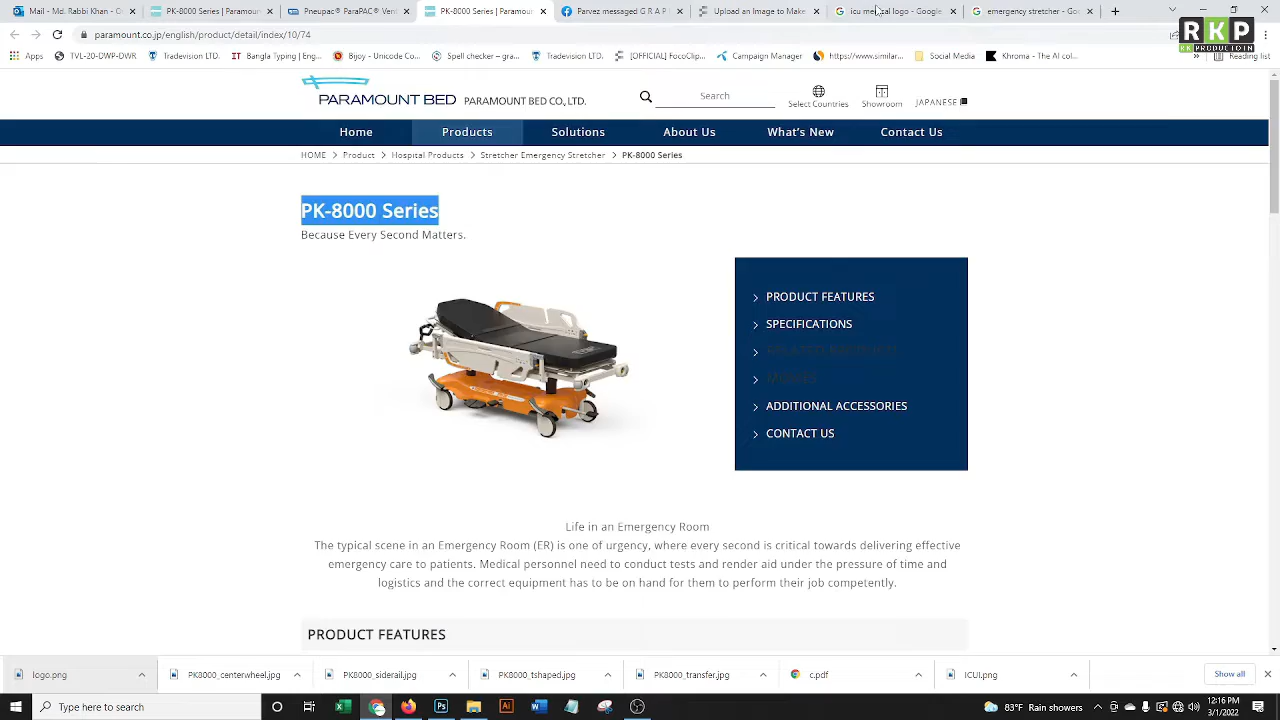 Mail - Md. Rabbi Khan - O
PK-8000 Series | Paramount
Pneupac® ParaPAC® Ventil
PK-8000 Series | Paramount
Parvez messaged G R A P
Upload an Image to Make
icu medical logo - Google
emergency stretcher - Goo
paramount.co.jp/english/product/detail/index/10/74
RKP
RK PRODUCTOIN
Apps
TVL-20-DWP-DWR
Tradevision LTD.
Bangla Typing | Eng...
Bijoy - Unicode Co...
Spell checker – gra...
[OFFICIAL] FocoClip...
Campaign Manager
Tradevision LTD.
https://www.similar...
Social Media
Khroma - The AI col...
»
Reading list
PARAMOUNT BED PARAMOUNT BED CO., LTD.
Search
Select Countries
Showroom
JAPANESE
Home Products Solutions About Us What's New Contact Us
HOME > Product > Hospital Products > Stretcher Emergency Stretcher > PK-8000 Series
PK-8000 Series
Because Every Second Matters.
PRODUCT FEATURES
SPECIFICATIONS
MOVIES
ADDITIONAL ACCESSORIES
CONTACT US
Life in an Emergency Room
The typical scene in an Emergency Room (ER) is one of urgency, where every second is critical towards delivering effective
emergency care to patients. Medical personnel need to conduct tests and render aid under the pressure of time and
logistics and the correct equipment has to be on hand for them to perform their job competently.
PRODUCT FEATURES
logo.png
PK8000_centerwheel.jpg
PK8000_siderail.jpg
PK8000_tshaped.jpg
PK8000_transfer.jpg
c.pdf
ICUI.png
Show all
Type here to search
83°F Rain showers
12:16 PM
3/1/2022